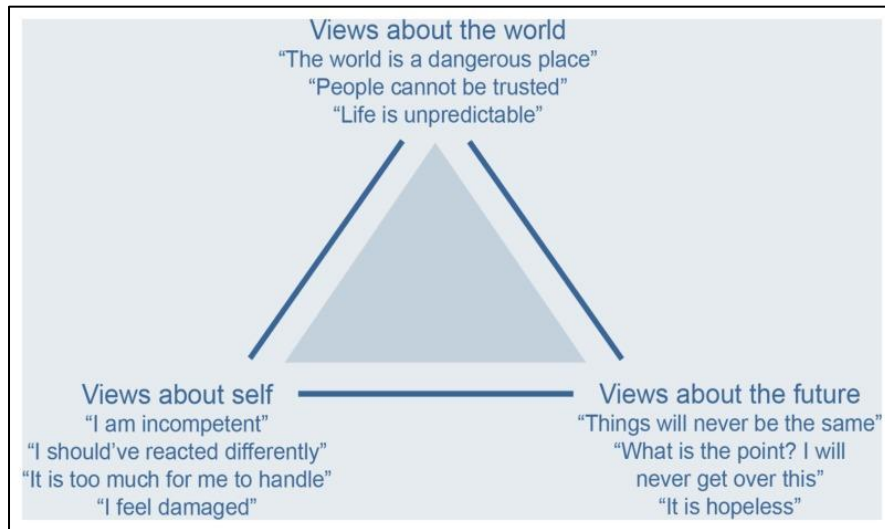 Views about the world
“The world is a dangerous place”
“People cannot be trusted”
“Life is unpredictable”
Views about self
“I am incompetent”
“I should’ve reacted differently”
“It is too much for me to handle”
“I feel damaged”
Views about the future
“Things will never be the same”
“What is the point? I will
never get over this”
“It is hopeless”